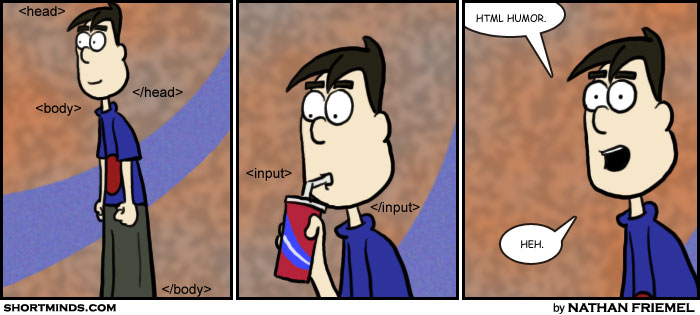 <head>
</head>
<body>
</body>
<input>
</input>
HTML HUMOR.
HEH.
SHORTMINDS.COM
by NATHAN FRIEMEL